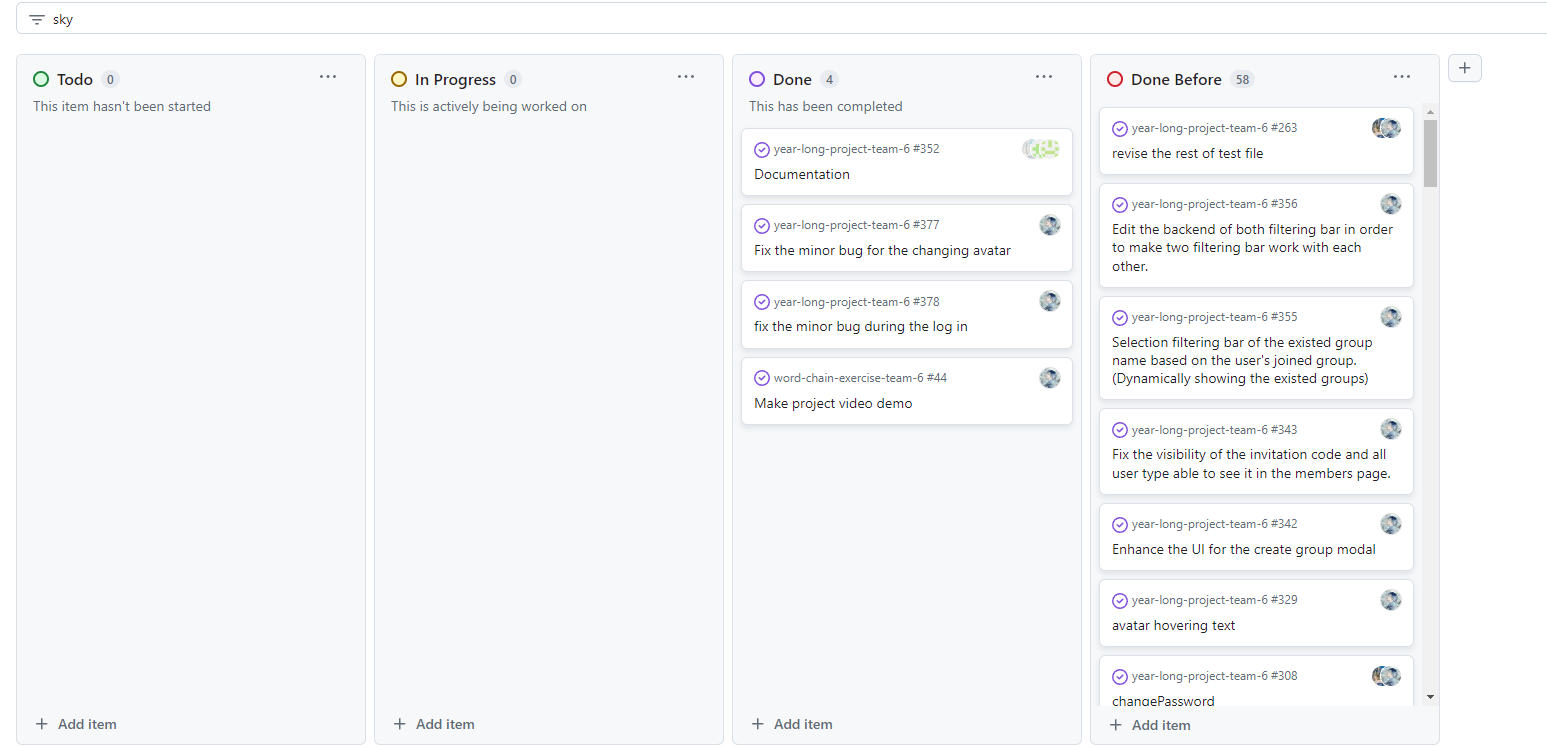 sky
Todo 0
This item hasn't been started
Add item
In Progress 0
This is actively being worked on
Add item
Done 4
This has been completed
year-long-project-team-6 #352
Documentation
year-long-project-team-6 #377
Fix the minor bug for the changing avatar
year-long-project-team-6 #378
fix the minor bug during the log in
word-chain-exercise-team-6 #44
Make project video demo
Add item
Done Before 58
year-long-project-team-6 #263
revise the rest of test file
year-long-project-team-6 #356
Edit the backend of both filtering bar in order
to make two filtering bar work with each
other.
year-long-project-team-6 #355
Selection filtering bar of the existed group
name based on the user's joined group.
(Dynamically showing the existed groups)
year-long-project-team-6 #343
Fix the visibility of the invitation code and all
user type able to see it in the members page.
year-long-project-team-6 #342
Enhance the UI for the create group modal
year-long-project-team-6 #329
avatar hovering text
year-long-project-team-6 #308
changePassword
Add item